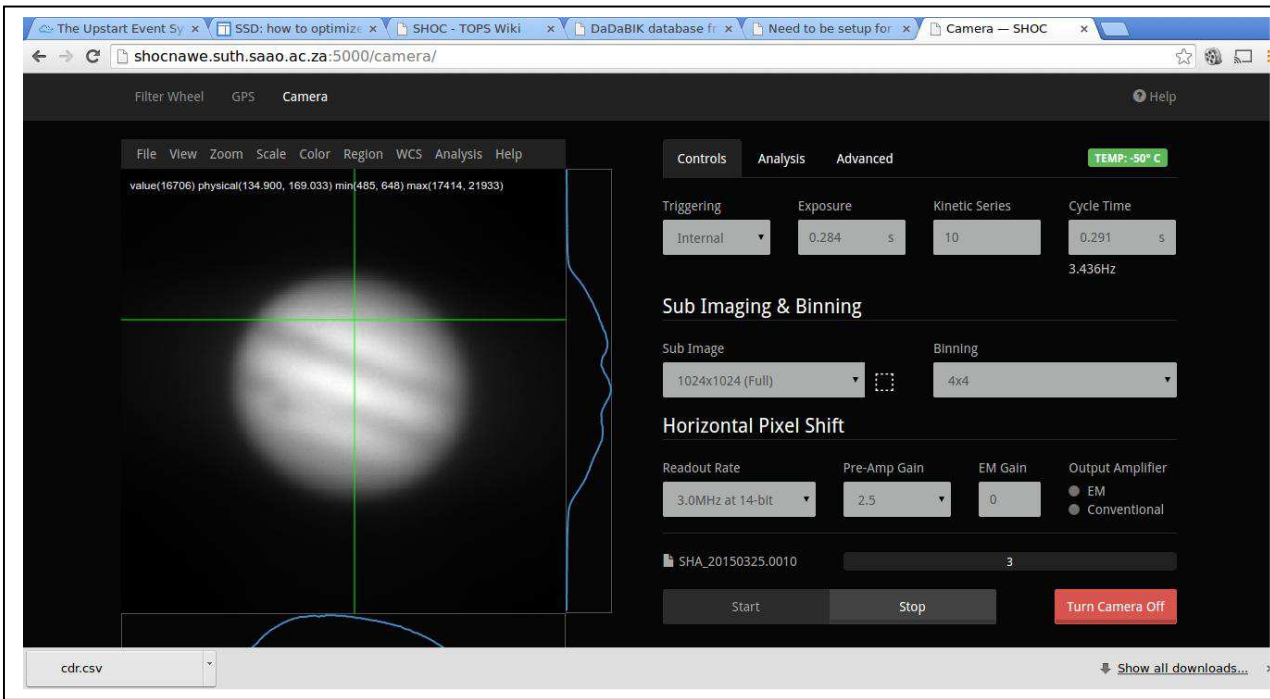 The Upstart Event Sy × SSD: how to optimize × SHOC - TOPS Wiki × DaDaBIK database fr × Need to be setup for × Camera — SHOC ×
shocnawe.suth.saao.ac.za:5000/camera/
Filter Wheel GPS Camera Help
File View Zoom Scale Color Region WCS Analysis Help
value(16706) physical(134.900, 169.033) min(485, 648) max(17414, 21933)
Controls Analysis Advanced TEMP: -50° C
Triggering Exposure Kinetic Series Cycle Time
Internal 0.284 s 10 0.291 s
3.436Hz
Sub Imaging & Binning
Sub Image Binning
1024x1024 (Full) 4x4
Horizontal Pixel Shift
Readout Rate Pre-Amp Gain EM Gain Output Amplifier
3.0MHz at 14-bit 2.5 0 EM
Conventional
SHA_20150325.0010 3
Start Stop Turn Camera Off
cdr.csv Show all downloads...